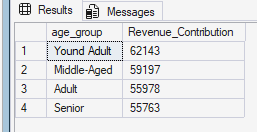 Results Messages
age_group Revenue_Contribution
1 Yound Adult 62143
2 Middle-Aged 59197
3 Adult 55978
4 Senior 55763